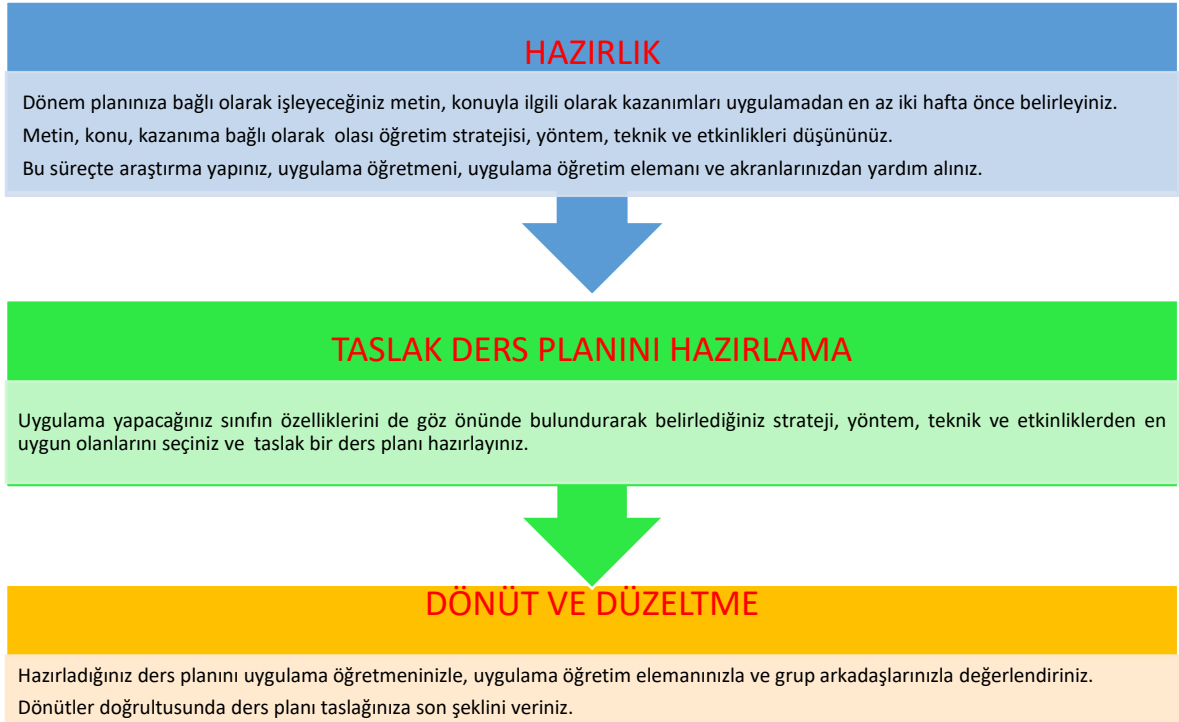 HAZIRLIK
Dönem planınıza bağlı olarak işleyeceğiniz metin, konuyla ilgili olarak kazanımları uygulamadan en az iki hafta önce belirleyiniz.
Metin, konu, kazanıma bağlı olarak olası öğretim stratejisi, yöntem, teknik ve etkinlikleri düşününüz.
Bu süreçte araştırma yapınız, uygulama öğretmeni, uygulama öğretim elemanı ve akranlarınızdan yardım alınız.
TASLAK DERS PLANINI HAZIRLAMA
Uygulama yapacağınız sınıfın özelliklerini de göz önünde bulundurarak belirlediğiniz strateji, yöntem, teknik ve etkinliklerden en
uygun olanlarını seçiniz ve taslak bir ders planı hazırlayınız.
DÖNÜT VE DÜZELTME
Hazırladığınız ders planını uygulama öğretmeninizle, uygulama öğretim elemanınızla ve grup arkadaşlarınızla değerlendiriniz.
Dönütler doğrultusunda ders planı taslağınıza son şeklini veriniz.